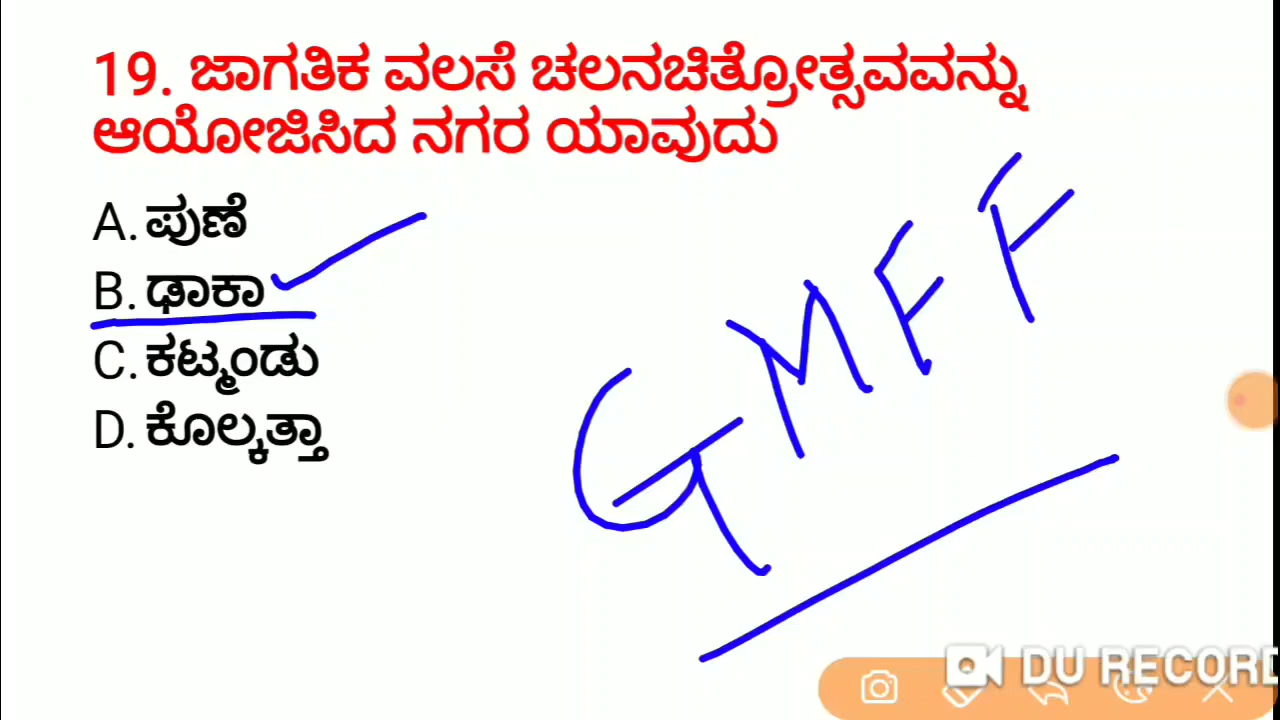 19. ಜಾಗತಿಕ ವಲಸೆ ಚಲನಚಿತ್ರೋತ್ಸವವನ್ನು
ಆಯೋಜಿಸಿದ ನಗರ ಯಾವುದು
A. ಪುಣೆ
B. ಢಾಕಾ
C. ಕಟ್ಮಂಡು
D. ಕೊಲ್ಕತ್ತಾ
GMFF
DU RECORD